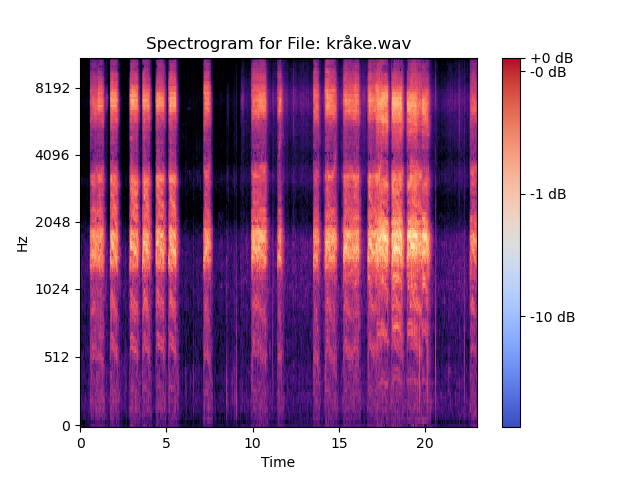 Spectrogram for File: kråke.wav
8192
4096
2048
1024
512
0
Hz
0 5 10 15 20
Time
+0 dB
-0 dB
-1 dB
-10 dB